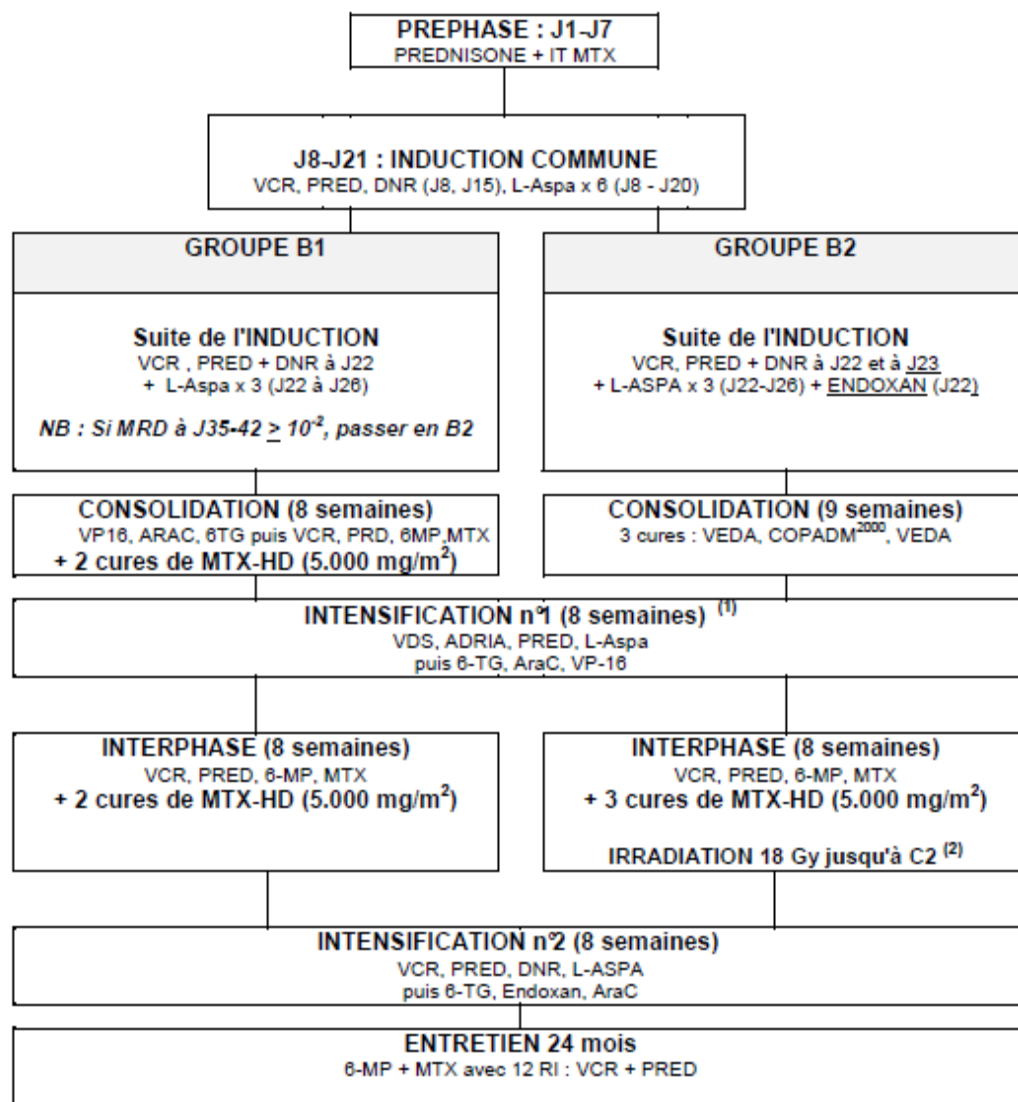 PREPHASE : J1-J7
PREDNISONE + IT MTX
J8-J21 : INDUCTION COMMUNE
VCR, PRED, DNR (J8, J15), L-Aspa x 6 (J8 - J20)
GROUPE B1
Suite de l'INDUCTION
VCR , PRED + DNR à J22
+ L-Aspa x 3 (J22 à J26)
NB : Si MRD à J35-42 ≥ 10⁻², passer en B2
GROUPE B2
Suite de l'INDUCTION
VCR, PRED + DNR à J22 et à J23
+ L-ASPA x 3 (J22-J26) + ENDOXAN (J22)
CONSOLIDATION (8 semaines)
VP16, ARAC, 6TG puis VCR, PRD, 6MP,MTX
+ 2 cures de MTX-HD (5.000 mg/m²)
CONSOLIDATION (9 semaines)
3 cures : VEDA, COPADM²⁰⁰⁰, VEDA
INTENSIFICATION n°1 (8 semaines) ⁽¹⁾
VDS, ADRIA, PRED, L-Aspa
puis 6-TG, AraC, VP-16
INTERPHASE (8 semaines)
VCR, PRED, 6-MP, MTX
+ 2 cures de MTX-HD (5.000 mg/m²)
INTERPHASE (8 semaines)
VCR, PRED, 6-MP, MTX
+ 3 cures de MTX-HD (5.000 mg/m²)
IRRADIATION 18 Gy jusqu'à C2 ⁽²⁾
INTENSIFICATION n°2 (8 semaines)
VCR, PRED, DNR, L-ASPA
puis 6-TG, Endoxan, AraC
ENTRETIEN 24 mois
6-MP + MTX avec 12 RI : VCR + PRED